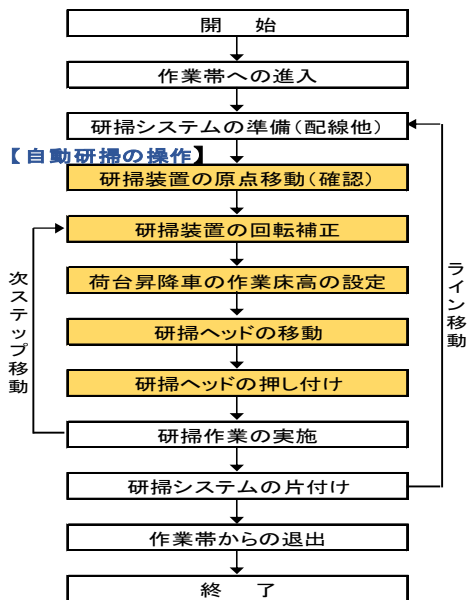 開　始
作業帯への進入
研掃システムの準備(配線他)
【自動研掃の操作】
研掃装置の原点移動(確認)
研掃装置の回転補正
荷台昇降車の作業床高の設定
研掃ヘッドの移動
研掃ヘッドの押し付け
研掃作業の実施
研掃システムの片付け
作業帯からの退出
終　了
次ステップ移動
ライン移動